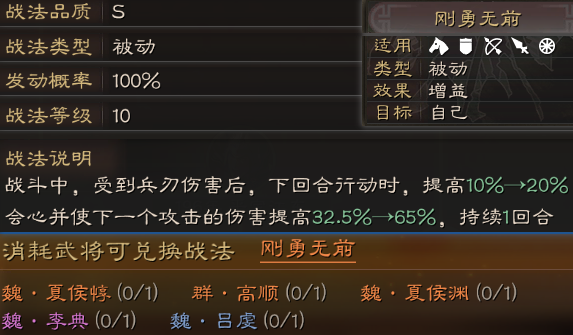 战法品质 S
战法类型 被动
发动概率 100%
战法等级 10
刚勇无前
适用
类型 被动
效果 增益
目标 自己
战法说明
战斗中，受到兵刃伤害后，下回合行动时，提高10%→20%
会心并使下一个攻击的伤害提高32.5%→65%，持续1回合
消耗武将可兑换战法 刚勇无前
魏·夏侯惇 (0/1) 群·高顺 (0/1) 魏·夏侯渊 (0/1)
魏·李典 (0/1) 魏·吕虔 (0/1)